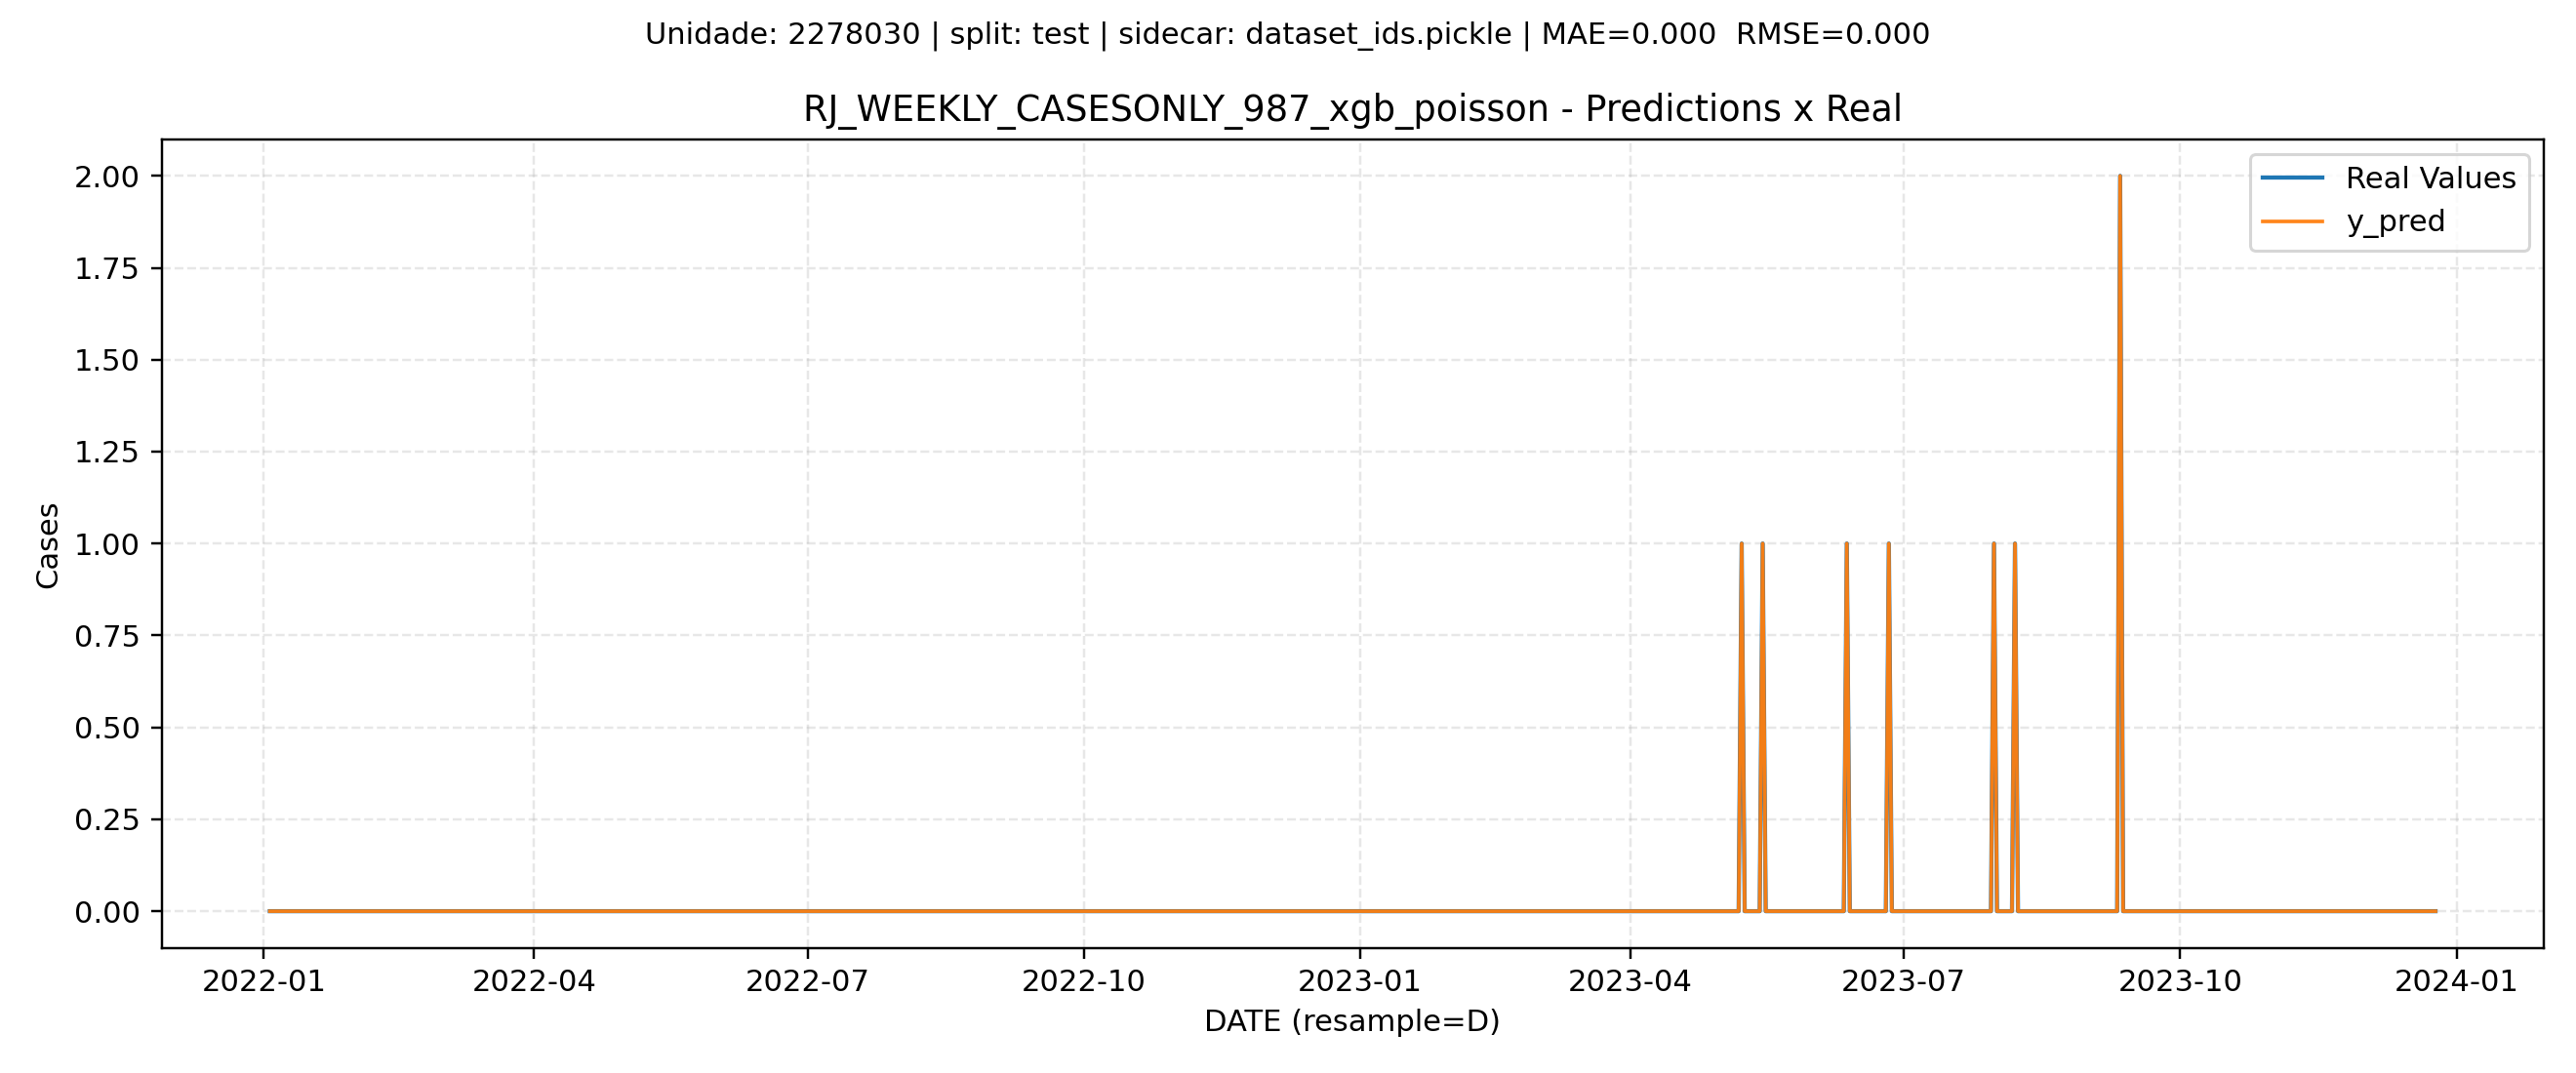 Unidade: 2278030 | split: test | sidecar: dataset_ids.pickle | MAE=0.000  RMSE=0.000
RJ_WEEKLY_CASESONLY_987_xgb_poisson - Predictions x Real
Real Values
y_pred
Cases
2.00
1.75
1.50
1.25
1.00
0.75
0.50
0.25
0.00
2022-01 2022-04 2022-07 2022-10 2023-01 2023-04 2023-07 2023-10 2024-01
DATE (resample=D)